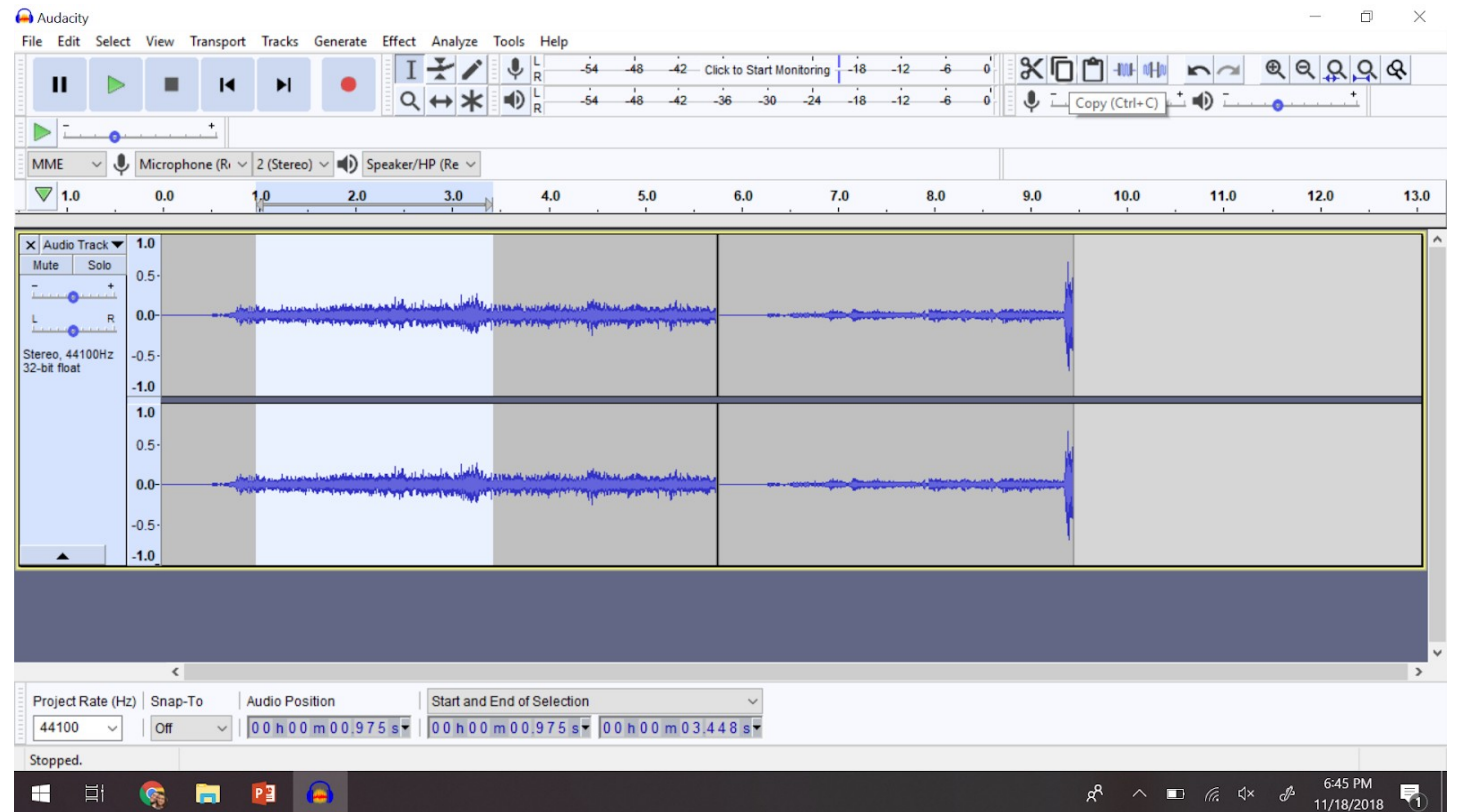 Audacity
File Edit Select View Transport Tracks Generate Effect Analyze Tools Help
L R -54 -48 -42 Click to Start Monitoring -18 -12 -6 0
L R -54 -48 -42 -36 -30 -24 -18 -12 -6 0
Copy (Ctrl+C)
MME Microphone (R 2 (Stereo) Speaker/HP (Re
1.0 0.0 1.0 2.0 3.0 4.0 5.0 6.0 7.0 8.0 9.0 10.0 11.0 12.0 13.0
X Audio Track 1.0
Mute Solo
0.5
- +
0.0
L R
Stereo, 44100Hz -0.5
32-bit float
-1.0
1.0
0.5
0.0
-0.5
-1.0
Project Rate (Hz) Snap-To Audio Position Start and End of Selection
44100 Off 00 h 00 m 00.975 s 00 h 00 m 00.975 s 00 h 00 m 03.448 s
Stopped.
6:45 PM
11/18/2018
1